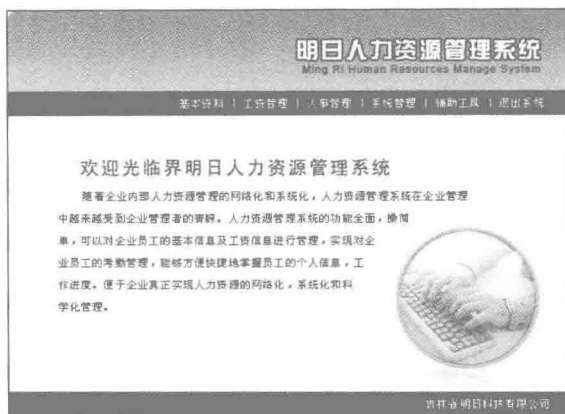 明日人力资源管理系统
Ming Ri Human Resources Manage System
基本资料 | 工资管理 | 人事管理 | 系统管理 | 辅助工具 | 退出系统
欢迎光临界明日人力资源管理系统
随着企业内部人力资源管理的网络化和系统化，人力资源管理系统在企业管理
中越来越受到企业管理者的青睐。人力资源管理系统的功能全面，操简
单，可以对企业员工的基本信息及工资信息进行管理，实现对企
业员工的考勤管理，能够方便快捷地掌握员工的个人信息，工
作进度。便于企业真正实现人力资源的网络化，系统化和科
学化管理。
吉林省明日科技有限公司